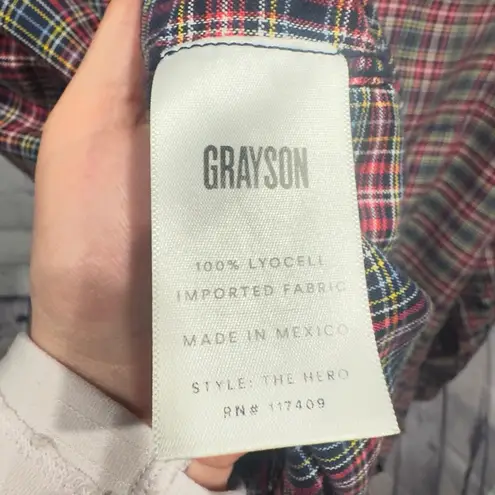 GRAYSON
100% LYOCELL
IMPORTED FABRIC
MADE IN MEXICO
STYLE: THE HERO
RN# 117409